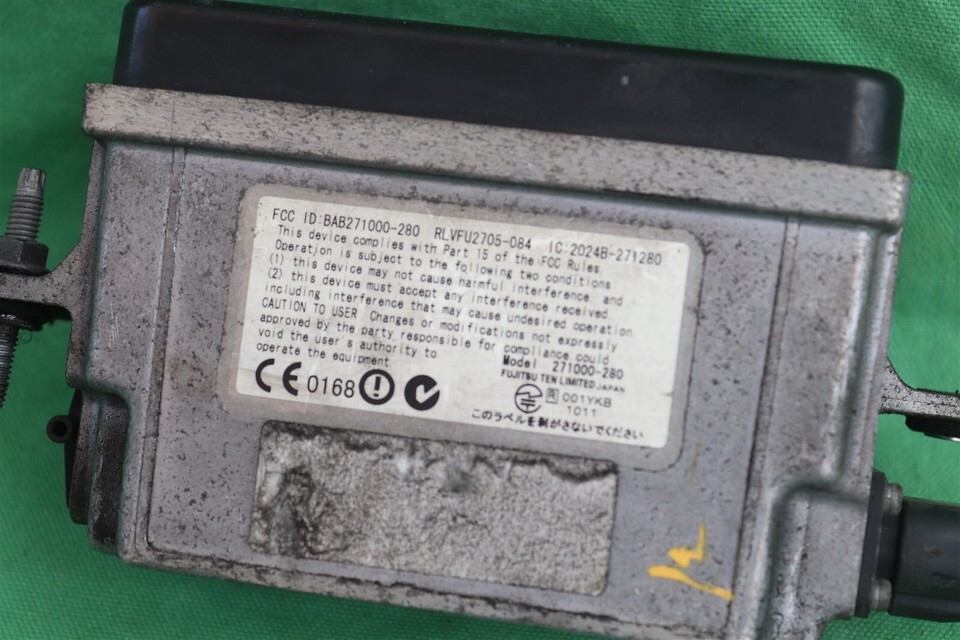 FCC ID:BAB271000-280 RLVFU2705-084 IC:2024B-271280
This device complies with Part 15 of the FCC Rules
Operation is subject to the following two conditions
(1) this device may not cause harmful interference, and
(2) this device must accept any interference received.
including interference that may cause undesired operation
CAUTION TO USER Changes or modifications not expressly
approved by the party responsible for compliance could
void the user's authority to
operate the equipment
Model 271000-280
FUJITSU TEN LIMITED JAPAN
CE 0168
R 001YKB
1011
このラベルを剥がさないでください